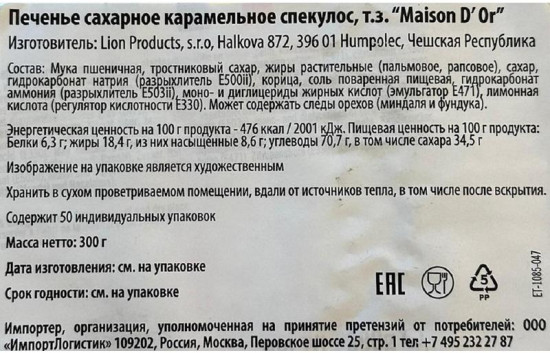 Печенье сахарное карамельное спекулос, т.з. “Maison D’ Or”
Изготовитель: Lion Products, s.r.o, Halkova 872, 396 01 Humpolec, Чешская Республика
Состав: Мука пшеничная, тростниковый сахар, жиры растительные (пальмовое, рапсовое), сахар,
гидрокарбонат натрия (разрыхлитель E500ii), корица, соль поваренная пищевая, гидрокарбонат
аммония (разрыхлитель E503ii), моно- и диглицериды жирных кислот (эмульгатор E471), лимонная
кислота (регулятор кислотности E330). Может содержать следы орехов (миндаля и фундука).
Энергетическая ценность на 100 г продукта - 476 ккал / 2001 кДж. Пищевая ценность на 100 г продукта:
Белки 6,3 г; жиры 18,4 г, из них насыщенные 8,6 г; углеводы 70,7 г, в том числе сахара 34,5 г
Изображение на упаковке является художественным
Хранить в сухом проветриваемом помещении, вдали от источников тепла, в том числе после вскрытия.
Содержит 50 индивидуальных упаковок
Масса нетто: 300 г
Дата изготовления: см. на упаковке
Срок годности: см. на упаковке
EAC
5
PP
ET-1085-047
Импортер, организация, уполномоченная на принятие претензий от потребителей: ООО
«ИмпортЛогистик» 109202, Россия, Москва, Перовское шоссе 25, стр. 1 тел +7 495 232 27 87